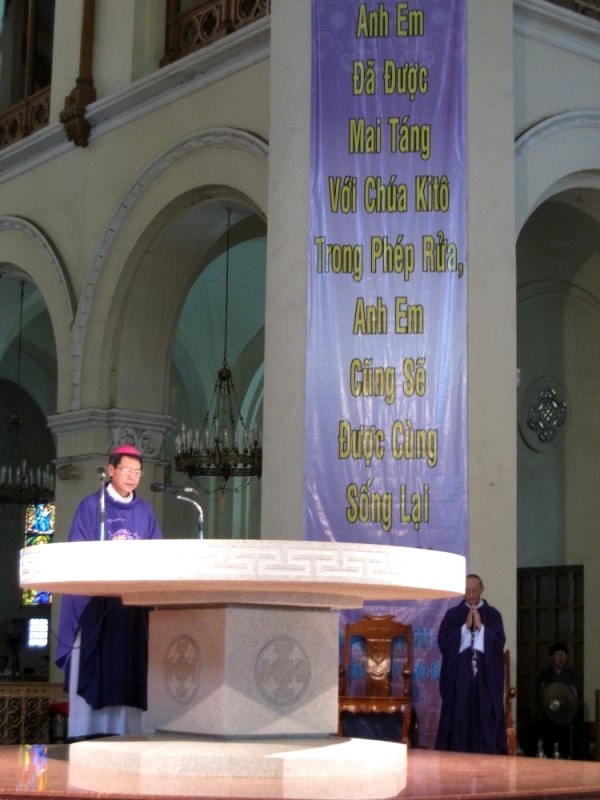 Anh Em
Đã Được
Mai Táng
Với Chúa Kitô
Trong Phép Rửa,
Anh Em
Cũng Sẽ
Được Cùng
Sống Lại